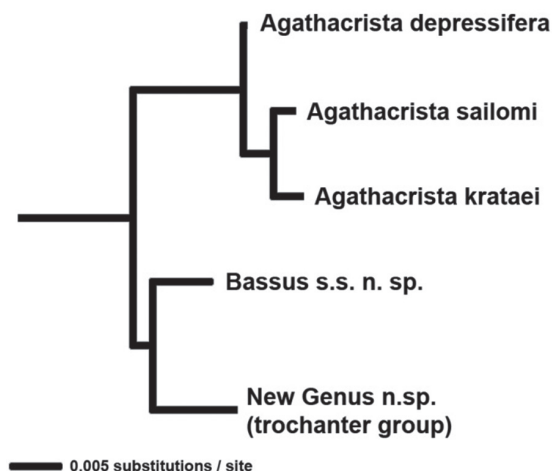 Agathacrista depressifera
Agathacrista sailomi
Agathacrista krataei
Bassus s.s. n. sp.
New Genus n.sp.
(trochanter group)
0.005 substitutions / site